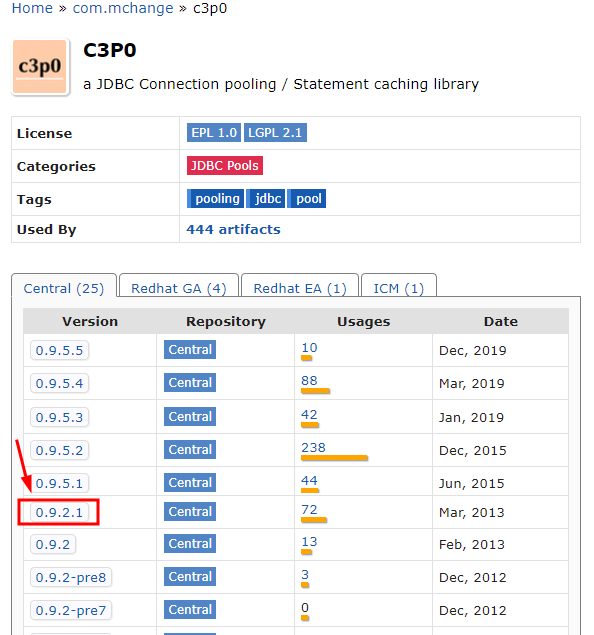 Home » com.mchange » c3p0
c3p0
C3P0
a JDBC Connection pooling / Statement caching library
License EPL 1.0 LGPL 2.1
Categories JDBC Pools
Tags pooling jdbc pool
Used By 444 artifacts
Central (25) Redhat GA (4) Redhat EA (1) ICM (1)
Version Repository Usages Date
0.9.5.5 Central 10 Dec, 2019
0.9.5.4 Central 88 Mar, 2019
0.9.5.3 Central 42 Jan, 2019
0.9.5.2 Central 238 Dec, 2015
0.9.5.1 Central 44 Jun, 2015
0.9.2.1 Central 72 Mar, 2013
0.9.2 Central 13 Feb, 2013
0.9.2-pre8 Central 3 Dec, 2012
0.9.2-pre7 Central 0 Dec, 2012